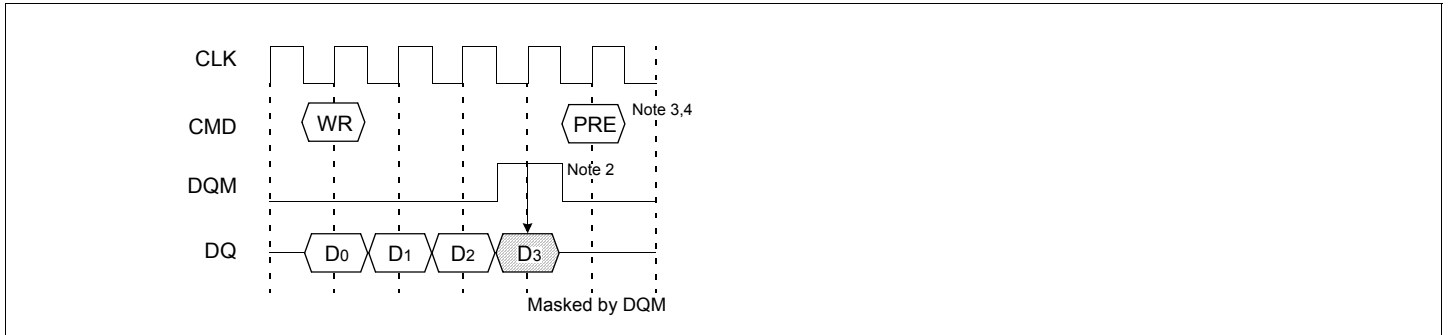 CLK
CMD WR PRE Note 3,4
DQM Note 2
DQ D0 D1 D2 D3
Masked by DQM